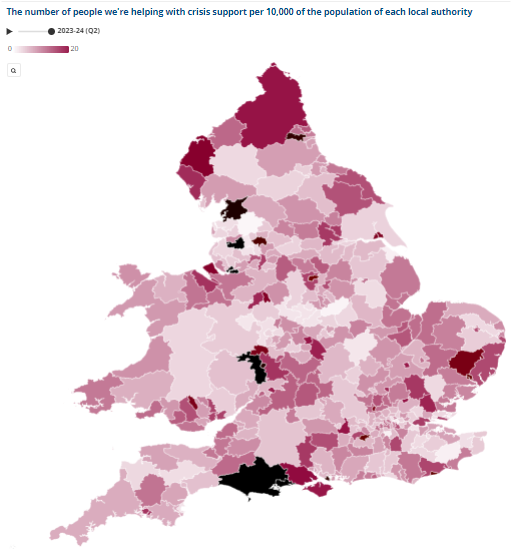 The number of people we're helping with crisis support per 10,000 of the population of each local authority
2023-24 (Q2)
0 20